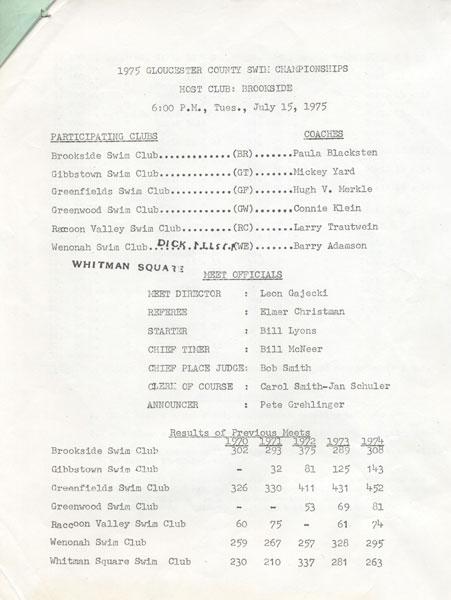 1975 GLOUCESTER COUNTY SWIM CHAMPIONSHIPS
HOST CLUB: BROOKSIDE
6:00 P.M., Tues., July 15, 1975
PARTICIPATING CLUBS COACHES
Brookside Swim Club.............(BR).......Paula Blacksten
Gibbstown Swim Club.............(GT).......Mickey Yard
Greenfields Swim Club...........(GF).......Hugh V. Merkle
Greenwood Swim Club.............(GW).......Connie Klein
Raccoon Valley Swim Club........(RC).......Larry Trautwein
Wenonah Swim Club..DICK (WE).......Barry Adamson
WHITMAN SQUARE
MEET OFFICIALS
MEET DIRECTOR : Leon Gajecki
REFEREE : Elmer Christman
STARTER : Bill Lyons
CHIEF TIMER : Bill McNeer
CHIEF PLACE JUDGE: Bob Smith
CLERK OF COURSE : Carol Smith-Jan Schuler
ANNOUNCER : Pete Grehlinger
Results of Previous Meets
1970 1971 1972 1973 1974
Brookside Swim Club 302 293 375 289 308
Gibbstown Swim Club - 32 81 125 143
Greenfields Swim Club 326 330 411 431 452
Greenwood Swim Club - - 53 69 81
Raccoon Valley Swim Club 60 75 - 61 74
Wenonah Swim Club 259 267 257 328 295
Whitman Square Swim Club 230 210 337 281 263